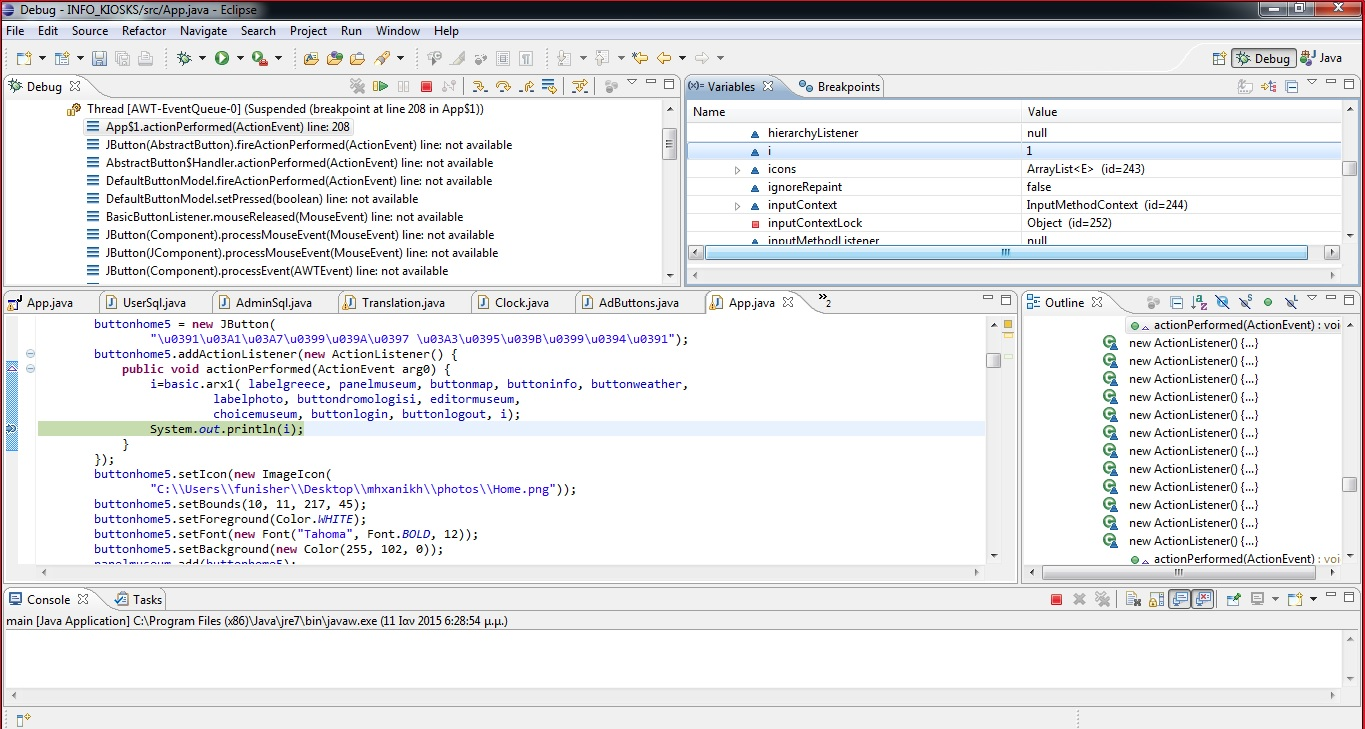 Debug - INFO_KIOSKS/src/App.java - Eclipse
File Edit Source Refactor Navigate Search Project Run Window Help
Debug Java
Debug
Thread [AWT-EventQueue-0] (Suspended (breakpoint at line 208 in App$1))
App$1.actionPerformed(ActionEvent) line: 208
JButton(AbstractButton).fireActionPerformed(ActionEvent) line: not available
AbstractButton$Handler.actionPerformed(ActionEvent) line: not available
DefaultButtonModel.fireActionPerformed(ActionEvent) line: not available
DefaultButtonModel.setPressed(boolean) line: not available
BasicButtonListener.mouseReleased(MouseEvent) line: not available
JButton(Component).processMouseEvent(MouseEvent) line: not available
JButton(JComponent).processMouseEvent(MouseEvent) line: not available
JButton(Component).processEvent(AWTEvent) line: not available
(x)= Variables Breakpoints
Name Value
hierarchyListener null
i 1
icons ArrayList<E> (id=243)
ignoreRepaint false
inputContext InputMethodContext (id=244)
inputContextLock Object (id=252)
inputMethodListener null
App.java UserSql.java AdminSql.java Translation.java Clock.java AdButtons.java App.java »2
buttonhome5 = new JButton(
"\u0391\u03A1\u03A7\u0399\u039A\u0397 \u03A3\u0395\u039B\u0399\u0394\u0391");
buttonhome5.addActionListener(new ActionListener() {
public void actionPerformed(ActionEvent arg0) {
i=basic.arx1( labelgreece, panelmuseum, buttonmap, buttoninfo, buttonweather,
labelphoto, buttondromologisi, editormuseum,
choicemuseum, buttonlogin, buttonlogout, i);
System.out.println(i);
}
});
buttonhome5.setIcon(new ImageIcon(
"C:\\Users\\funisher\\Desktop\\mhxanikh\\photos\\Home.png"));
buttonhome5.setBounds(10, 11, 217, 45);
buttonhome5.setForeground(Color.WHITE);
buttonhome5.setFont(new Font("Tahoma", Font.BOLD, 12));
buttonhome5.setBackground(new Color(255, 102, 0));
panelmuseum.add(buttonhome5);
Outline
actionPerformed(ActionEvent) : voi
new ActionListener() {...}
new ActionListener() {...}
new ActionListener() {...}
new ActionListener() {...}
new ActionListener() {...}
new ActionListener() {...}
new ActionListener() {...}
new ActionListener() {...}
new ActionListener() {...}
new ActionListener() {...}
new ActionListener() {...}
new ActionListener() {...}
actionPerformed(ActionEvent) : voi
Console Tasks
main [Java Application] C:\Program Files (x86)\Java\jre7\bin\javaw.exe (11 Ιαν 2015 6:28:54 μ.μ.)